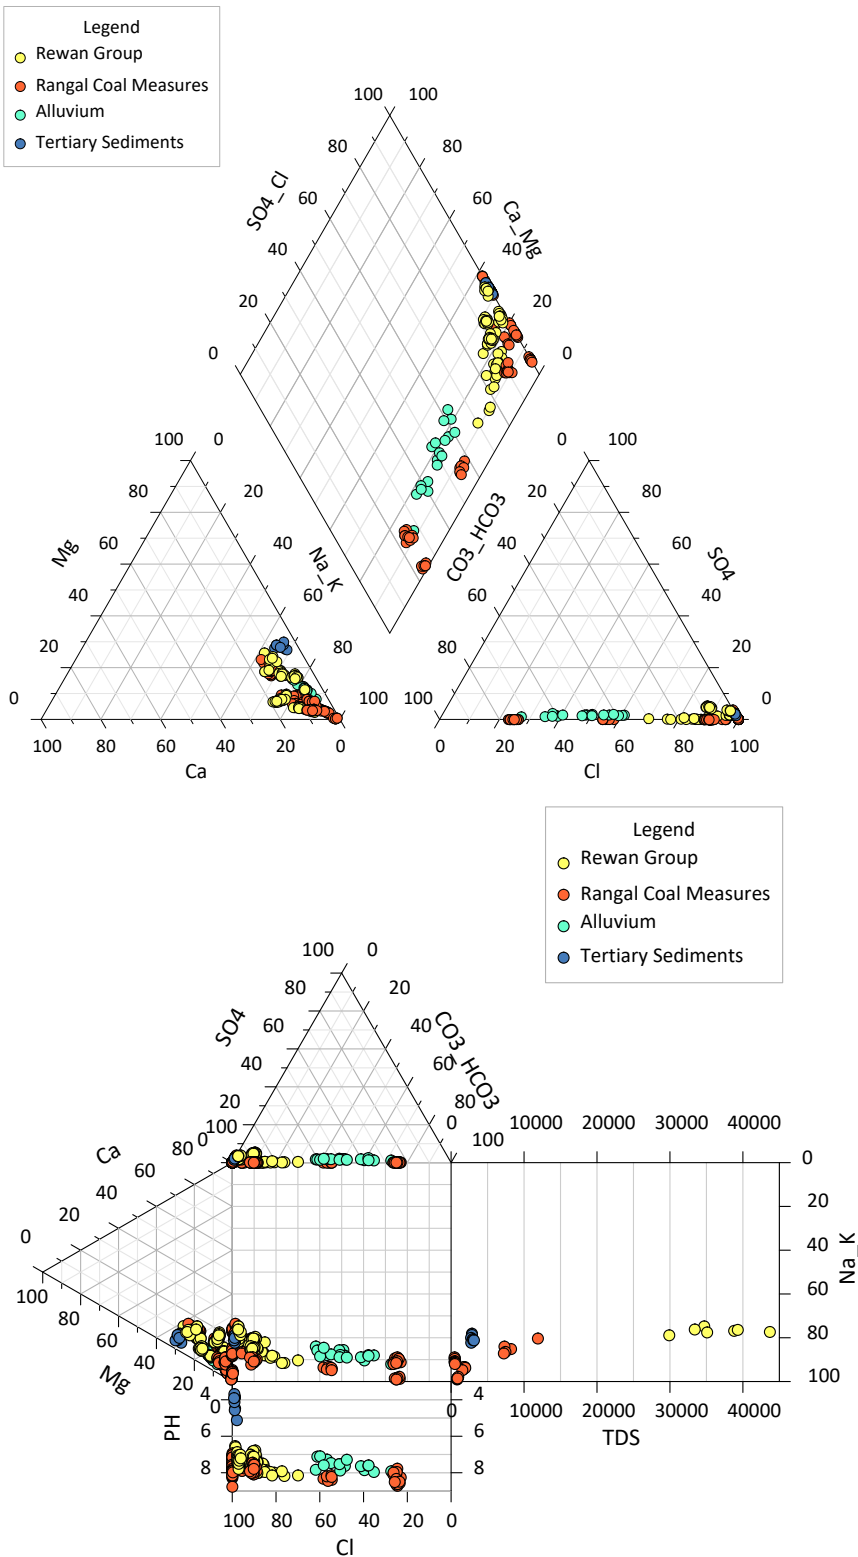 Legend
Rewan Group
Rangal Coal Measures
Alluvium
Tertiary Sediments
100 100
80 80
SO4_Cl
60 60
Ca_Mg
40 40
20 20
0 0
100 0 0 100
80 20 20 80
Mg Na_K CO3_HCO3 SO4
60 40 40 60
40 60 60 40
20 80 80 20
0 100 100 0
100 80 60 40 20 0
0 20 40 60 80 100
Ca Cl
Legend
Rewan Group
Rangal Coal Measures
Alluvium
Tertiary Sediments
100 0
80 20
SO4 CO3_HCO3
60 40
40 60
20 80
100 0 0 100
0 10000 20000 30000 40000
Ca
80
60
40
20
0
100
80
60
40
20
0
Mg
0
20
40
60
80
100
Na_K
0 10000 20000 30000 40000
TDS
4 4
6 6
8 8
PH
100 80 60 40 20 0
Cl